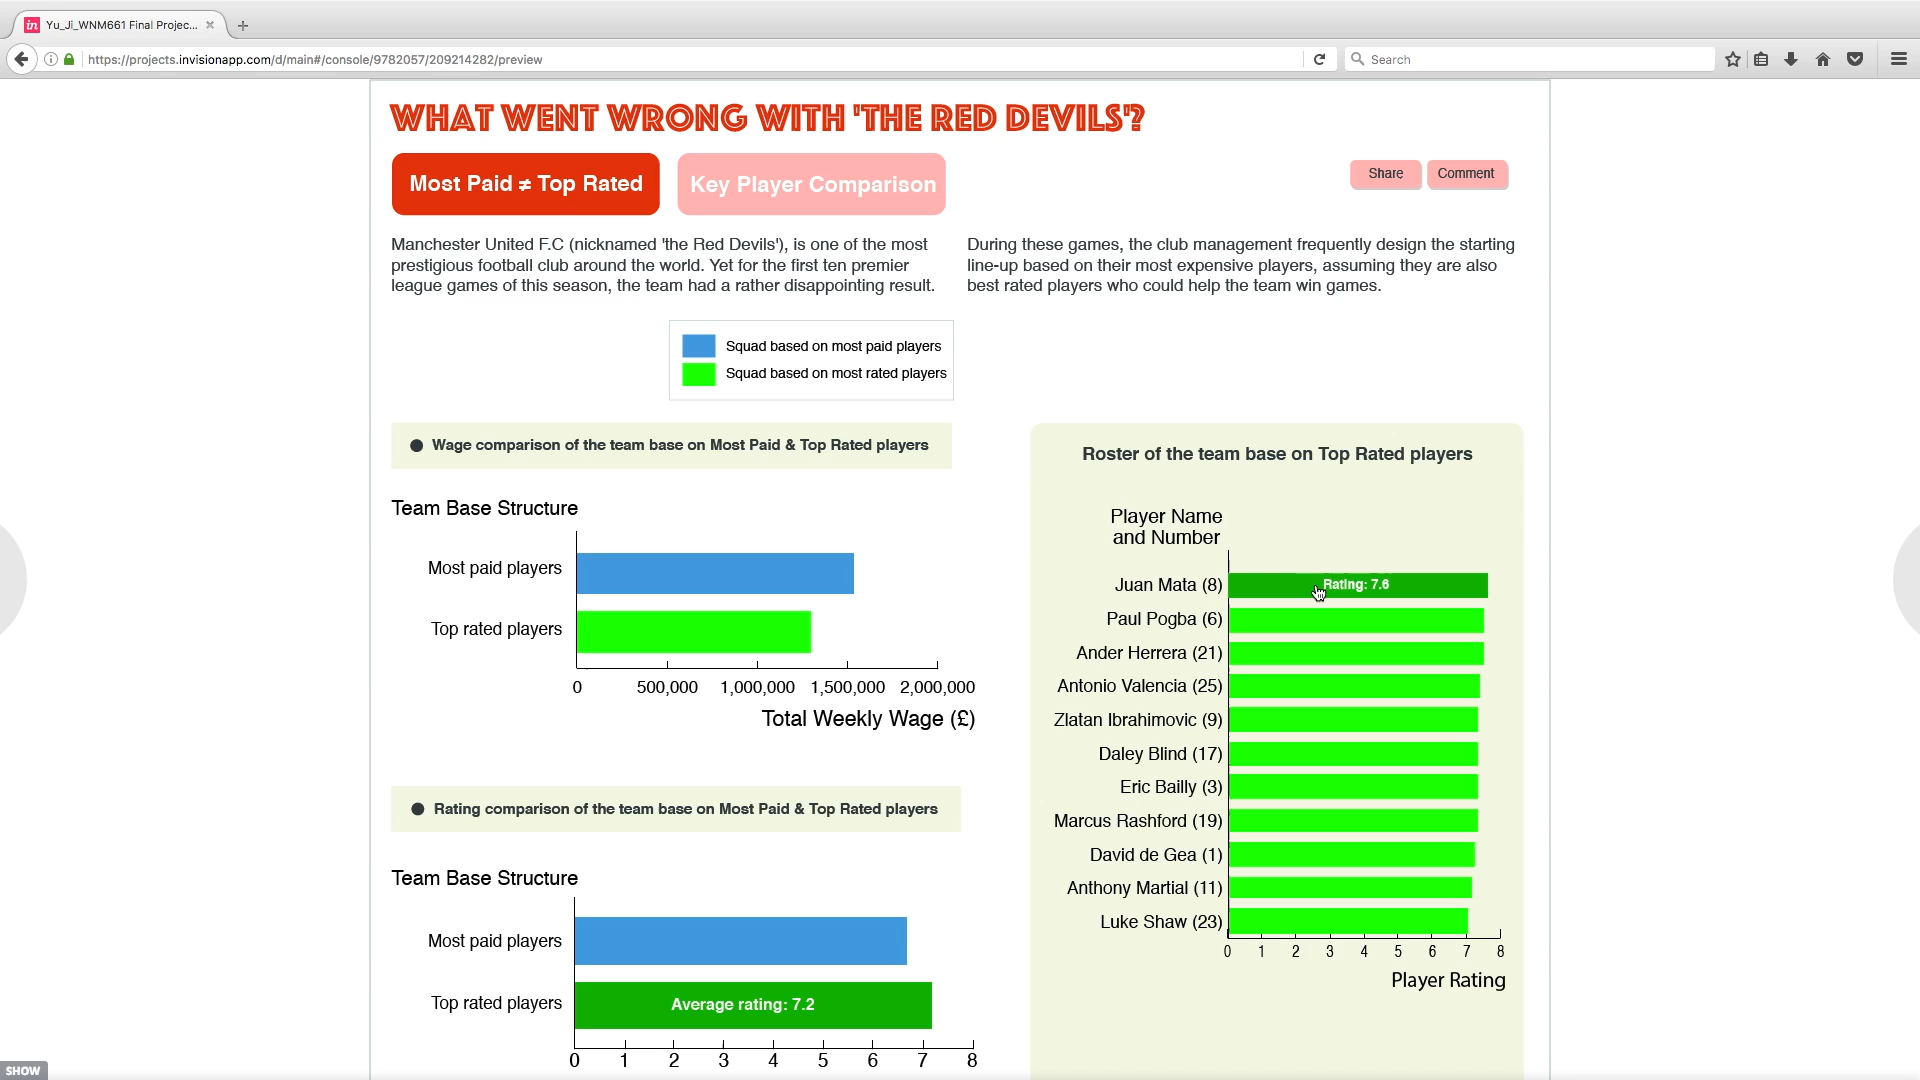 Yu_Ji_WNM661 Final Projec...
https://projects.invisionapp.com/d/main#/console/9782057/209214282/preview
Search
WHAT WENT WRONG WITH 'THE RED DEVILS'?
Most Paid ≠ Top Rated
Key Player Comparison
Share
Comment
Manchester United F.C (nicknamed 'the Red Devils'), is one of the most
prestigious football club around the world. Yet for the first ten premier
league games of this season, the team had a rather disappointing result.
During these games, the club management frequently design the starting
line-up based on their most expensive players, assuming they are also
best rated players who could help the team win games.
Squad based on most paid players
Squad based on most rated players
Wage comparison of the team base on Most Paid & Top Rated players
Team Base Structure
Most paid players
Top rated players
0 500,000 1,000,000 1,500,000 2,000,000
Total Weekly Wage (£)
Rating comparison of the team base on Most Paid & Top Rated players
Team Base Structure
Most paid players
Top rated players
Average rating: 7.2
0 1 2 3 4 5 6 7 8
Roster of the team base on Top Rated players
Player Name
and Number
Juan Mata (8)
Rating: 7.6
Paul Pogba (6)
Ander Herrera (21)
Antonio Valencia (25)
Zlatan Ibrahimovic (9)
Daley Blind (17)
Eric Bailly (3)
Marcus Rashford (19)
David de Gea (1)
Anthony Martial (11)
Luke Shaw (23)
0 1 2 3 4 5 6 7 8
Player Rating
SHOW